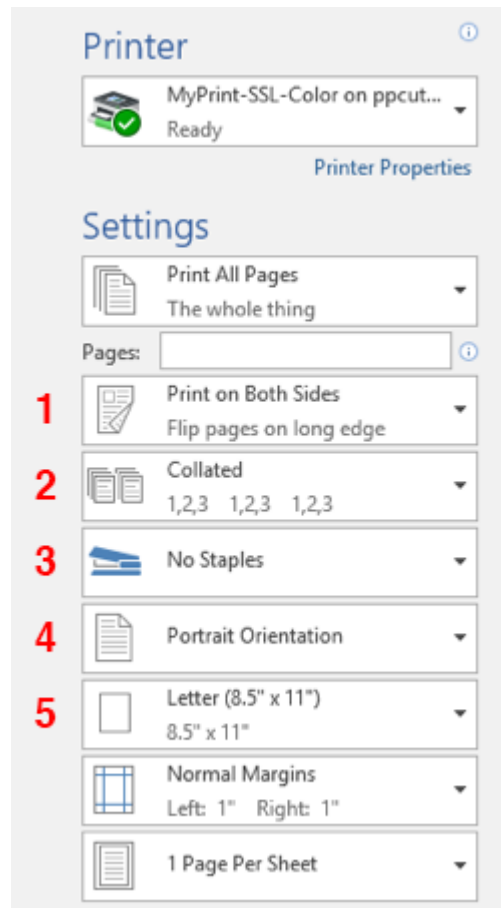 Printer
MyPrint-SSL-Color on ppcut...
Ready
Printer Properties
Settings
Print All Pages
The whole thing
Pages:
1
Print on Both Sides
Flip pages on long edge
2
Collated
1,2,3 1,2,3 1,2,3
3
No Staples
4
Portrait Orientation
5
Letter (8.5" x 11")
8.5" x 11"
Normal Margins
Left: 1" Right: 1"
1 Page Per Sheet